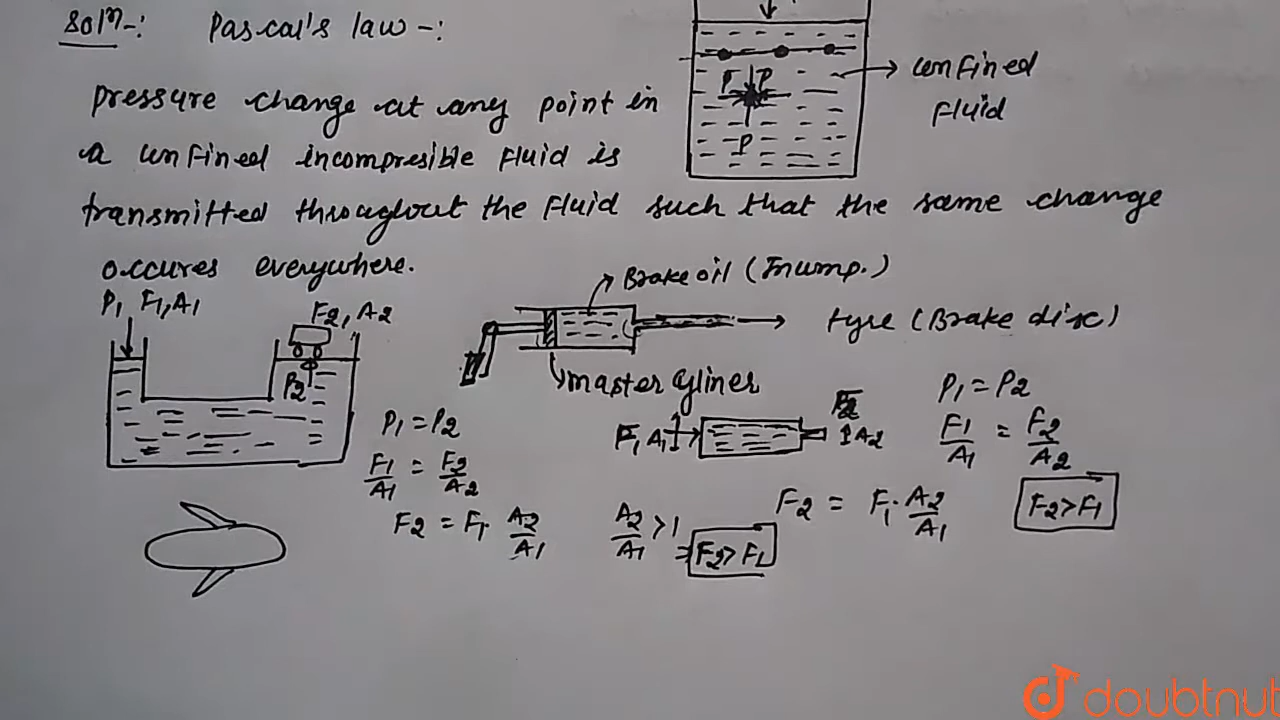 Solⁿ-: Pascal's law -:
Pressure change at any point in
a confined incompresible fluid is
transmitted throughout the fluid such that the same change
occures everywhere.
P P
P
confined
fluid
P1 F1, A1
F2, A2
P2
P1 = P2
F1/A1 = F2/A2
F2 = F1 A2/A1
Brake oil (Incomp.)
tyre (Brake disc)
master cyliner
F1 A1
F2
A2
A2/A1 > 1
=> F2 > F1
P1 = P2
F1/A1 = F2/A2
F2 = F1 . A2/A1
F2 > F1
doubtnut